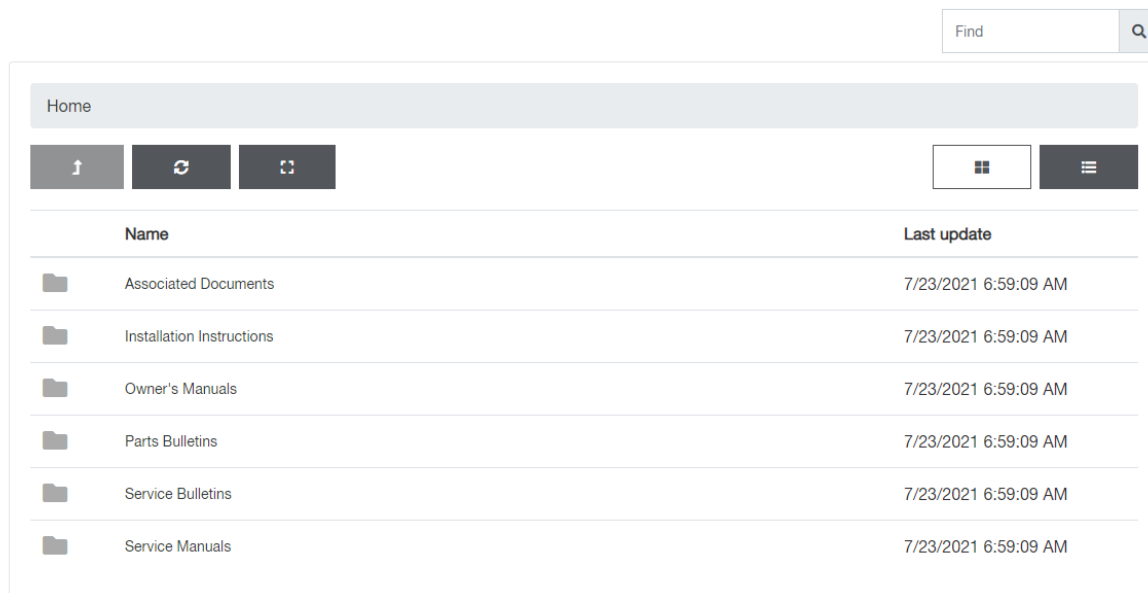 Find
Home
Name Last update
Associated Documents 7/23/2021 6:59:09 AM
Installation Instructions 7/23/2021 6:59:09 AM
Owner's Manuals 7/23/2021 6:59:09 AM
Parts Bulletins 7/23/2021 6:59:09 AM
Service Bulletins 7/23/2021 6:59:09 AM
Service Manuals 7/23/2021 6:59:09 AM